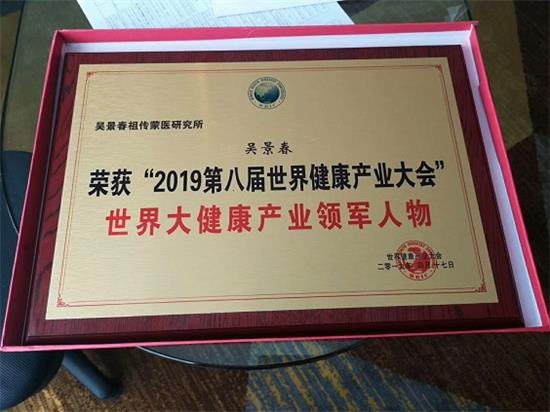 吴景春祖传蒙医研究所
吴景春
荣获“2019第八届世界健康产业大会”
世界大健康产业领军人物
世界健康产业大会